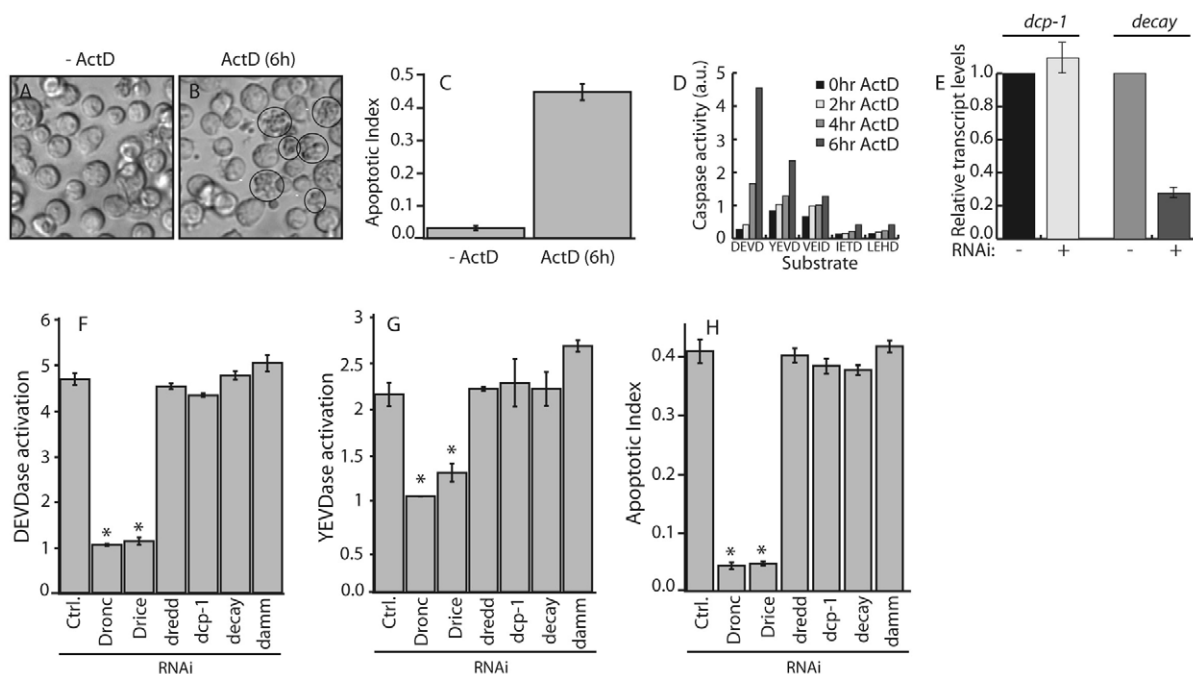 - ActD
ActD (6h)
A
B
C
Apoptotic Index
0.5
0.4
0.3
0.2
0.1
0.0
- ActD
ActD (6h)
D
Caspase activity (a.u.)
5
4
3
2
1
0
0hr ActD
2hr ActD
4hr ActD
6hr ActD
DEVD YEVD VEID IETD LEHD
Substrate
E
dcp-1
decay
Relative transcript levels
1.0
0.8
0.6
0.4
0.2
0
RNAi:
- + - +
F
DEVDase activation
6
5
4
3
2
1
0
* *
Ctrl.
Dronc
Drice
dredd
dcp-1
decay
damm
RNAi
G
YEVDase activation
3
2.5
2
1.5
1
0.5
0
* *
Ctrl.
Dronc
Drice
dredd
dcp-1
decay
damm
RNAi
H
Apoptotic Index
0.4
0.3
0.4
0.1
0.0
* *
Ctrl.
Dronc
Drice
dredd
dcp-1
decay
damm
RNAi